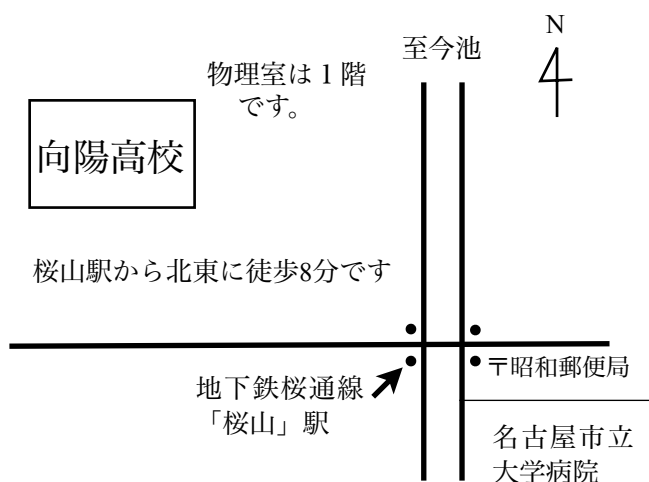 N
至今池
物理室は１階
です。
向陽高校
桜山駅から北東に徒歩8分です
〒昭和郵便局
地下鉄桜通線
「桜山」駅
名古屋市立
大学病院